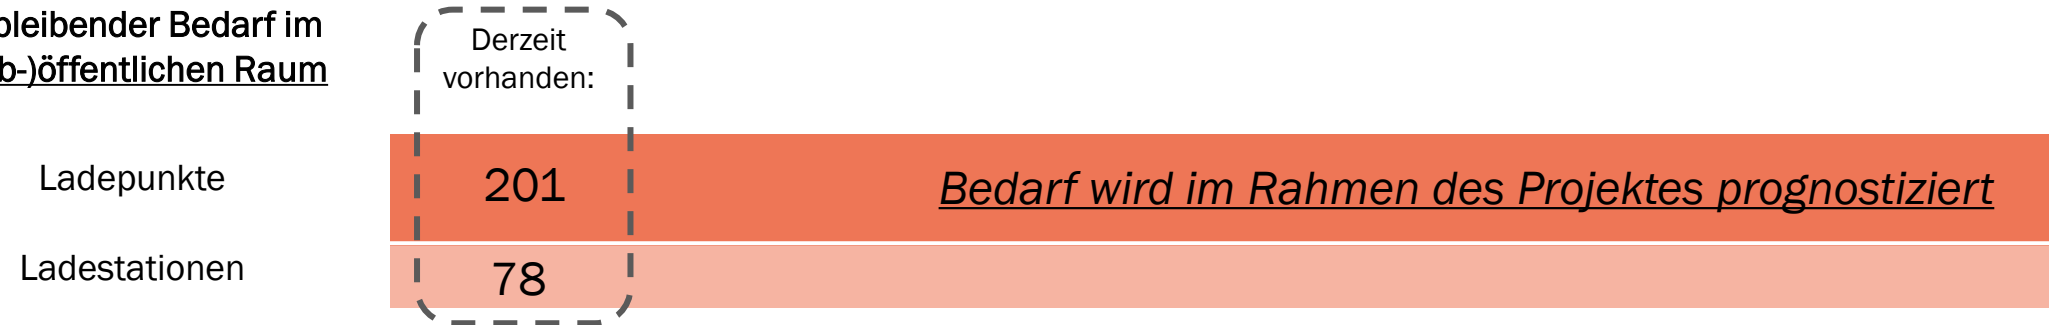 bleibender Bedarf im
b-)öffentlichen Raum
Derzeit
vorhanden:
Ladepunkte
201
Bedarf wird im Rahmen des Projektes prognostiziert
Ladestationen
78